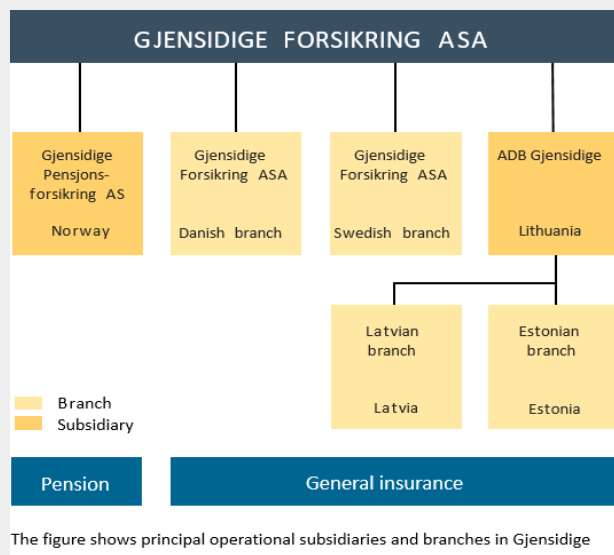 GJENSIDIGE FORSIKRING ASA
Gjensidige
Pensjons-
forsikring AS
Norway
Gjensidige
Forsikring ASA
Danish branch
Gjensidige
Forsikring ASA
Swedish branch
ADB Gjensidige
Lithuania
Latvian
branch
Latvia
Estonian
branch
Estonia
Branch
Subsidiary
Pension
General insurance
The figure shows principal operational subsidiaries and branches in Gjensidige